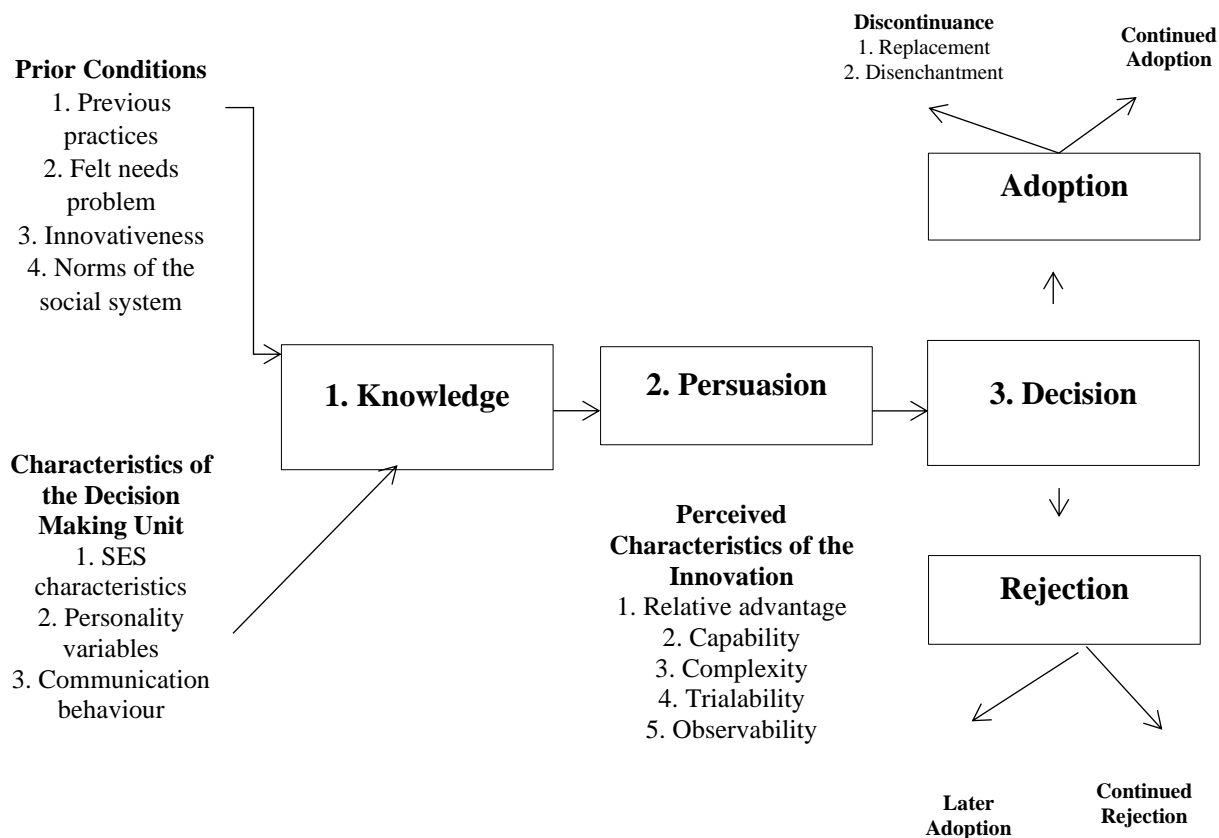 Prior Conditions
1. Previous
practices
2. Felt needs
problem
3. Innovativeness
4. Norms of the
social system
Characteristics of
the Decision
Making Unit
1. SES
characteristics
2. Personality
variables
3. Communication
behaviour
1. Knowledge
2. Persuasion
Perceived
Characteristics of the
Innovation
1. Relative advantage
2. Capability
3. Complexity
4. Trialability
5. Observability
3. Decision
Discontinuance
1. Replacement
2. Disenchantment
Continued
Adoption
Adoption
Rejection
Later
Adoption
Continued
Rejection